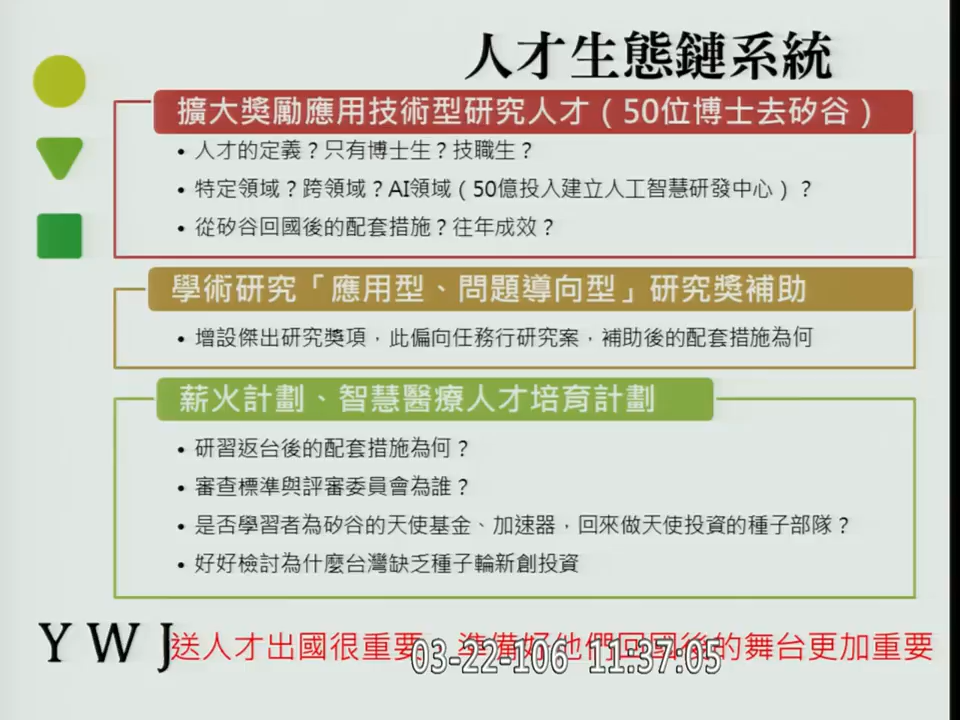 人才生態鏈系統
擴大獎勵應用技術型研究人才（50位博士去矽谷）
• 人才的定義？只有博士生？技職生？
• 特定領域？跨領域？AI領域（50億投入建立人工智慧研發中心）？
• 從矽谷回國後的配套措施？往年成效？
學術研究「應用型、問題導向型」研究獎補助
• 增設傑出研究獎項，此偏向任務行研究案，補助後的配套措施為何
薪火計劃、智慧醫療人才培育計劃
• 研習返台後的配套措施為何？
• 審查標準與評審委員會為誰？
• 是否學習者為矽谷的天使基金、加速器，回來做天使投資的種子部隊？
• 好好檢討為什麼台灣缺乏種子輪新創投資
YWJ
送人才出國很重要 準備好他們回國後的舞台更加重要
03-22-106 11:37:05